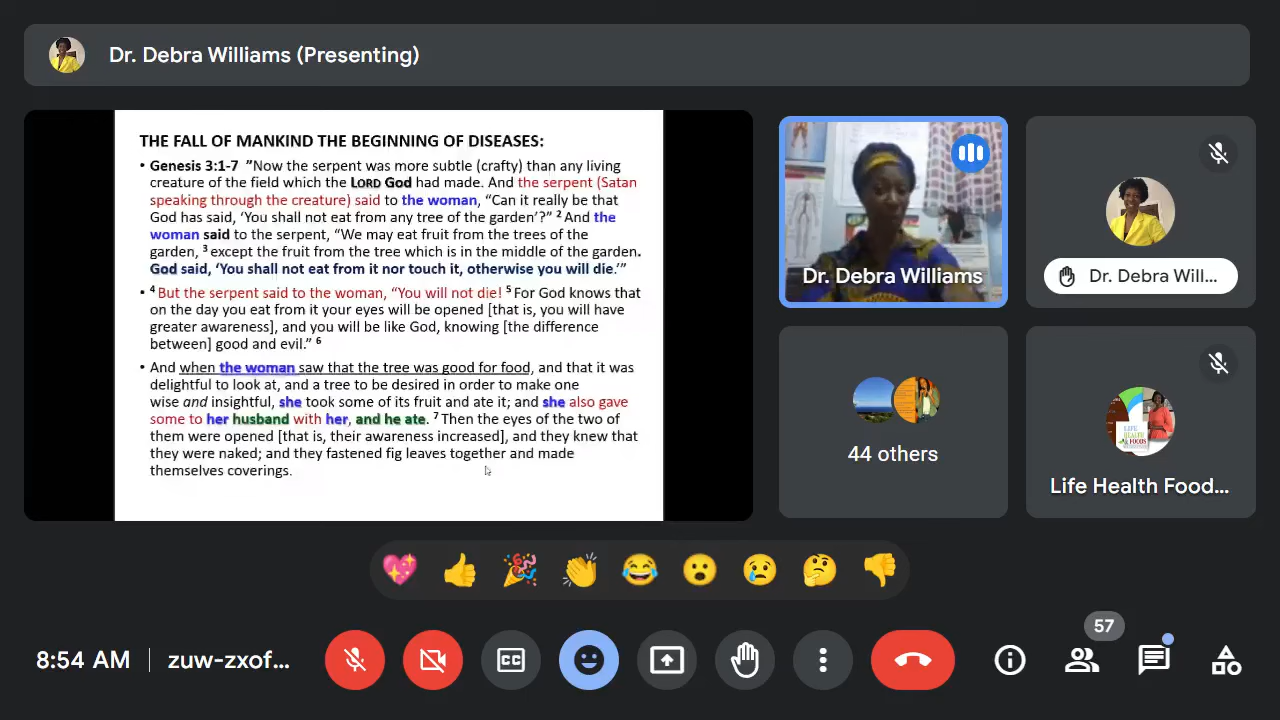 Dr. Debra Williams (Presenting)
THE FALL OF MANKIND THE BEGINNING OF DISEASES:
• Genesis 3:1-7 ”Now the serpent was more subtle (crafty) than any living
creature of the field which the LORD God had made. And the serpent (Satan
speaking through the creature) said to the woman, “Can it really be that
God has said, ‘You shall not eat from any tree of the garden’?” 2 And the
woman said to the serpent, “We may eat fruit from the trees of the
garden, 3 except the fruit from the tree which is in the middle of the garden.
God said, ‘You shall not eat from it nor touch it, otherwise you will die.’”
• 4 But the serpent said to the woman, “You will not die! 5 For God knows that
on the day you eat from it your eyes will be opened [that is, you will have
greater awareness], and you will be like God, knowing [the difference
between] good and evil.” 6
• And when the woman saw that the tree was good for food, and that it was
delightful to look at, and a tree to be desired in order to make one
wise and insightful, she took some of its fruit and ate it; and she also gave
some to her husband with her, and he ate. 7 Then the eyes of the two of
them were opened [that is, their awareness increased], and they knew that
they were naked; and they fastened fig leaves together and made
themselves coverings.
Dr. Debra Williams
Dr. Debra Will...
44 others
LIFE
HEALTH
FOODS
Life Health Food...
8:54 AM
zuw-zxof...
CC
57